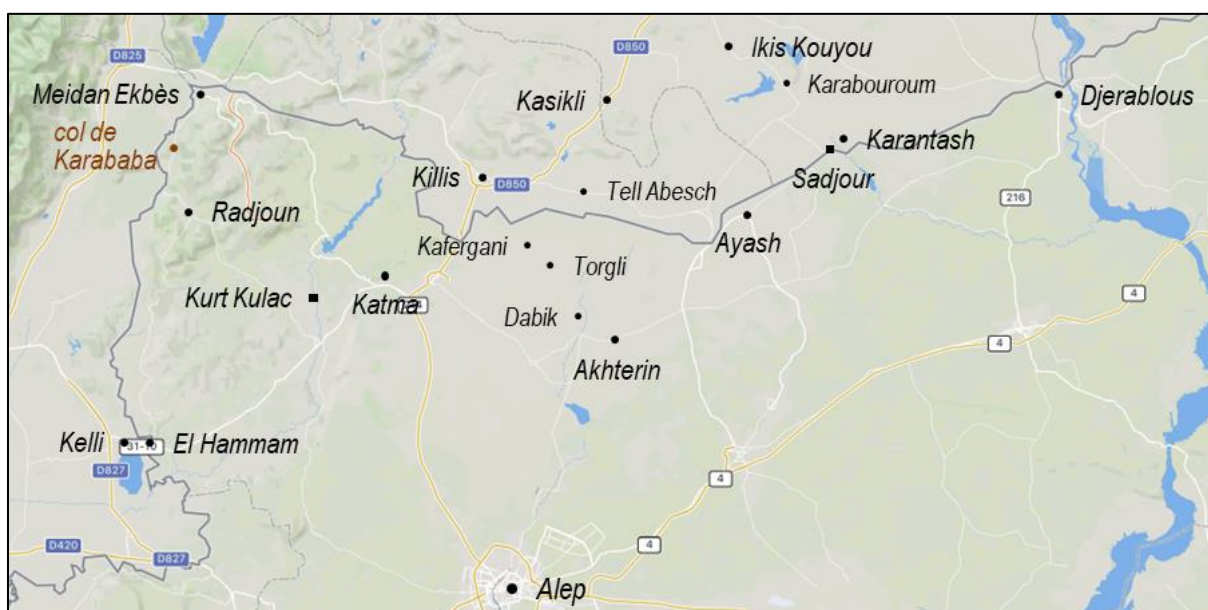 D825
D850
Ikis Kouyou
Karabouroum
Meidan Ekbès
Kasikli
Djerablous
col de
Karababa
Karantash
Killis
D850
Sadjour
Tell Abesch
216
Radjoun
Ayash
Kafergani
Torgli
4
Kurt Kulac
Katma
Dabik
4
Akhterin
Kelli
31-10
El Hammam
D827
4
D420
D827
4
Alep